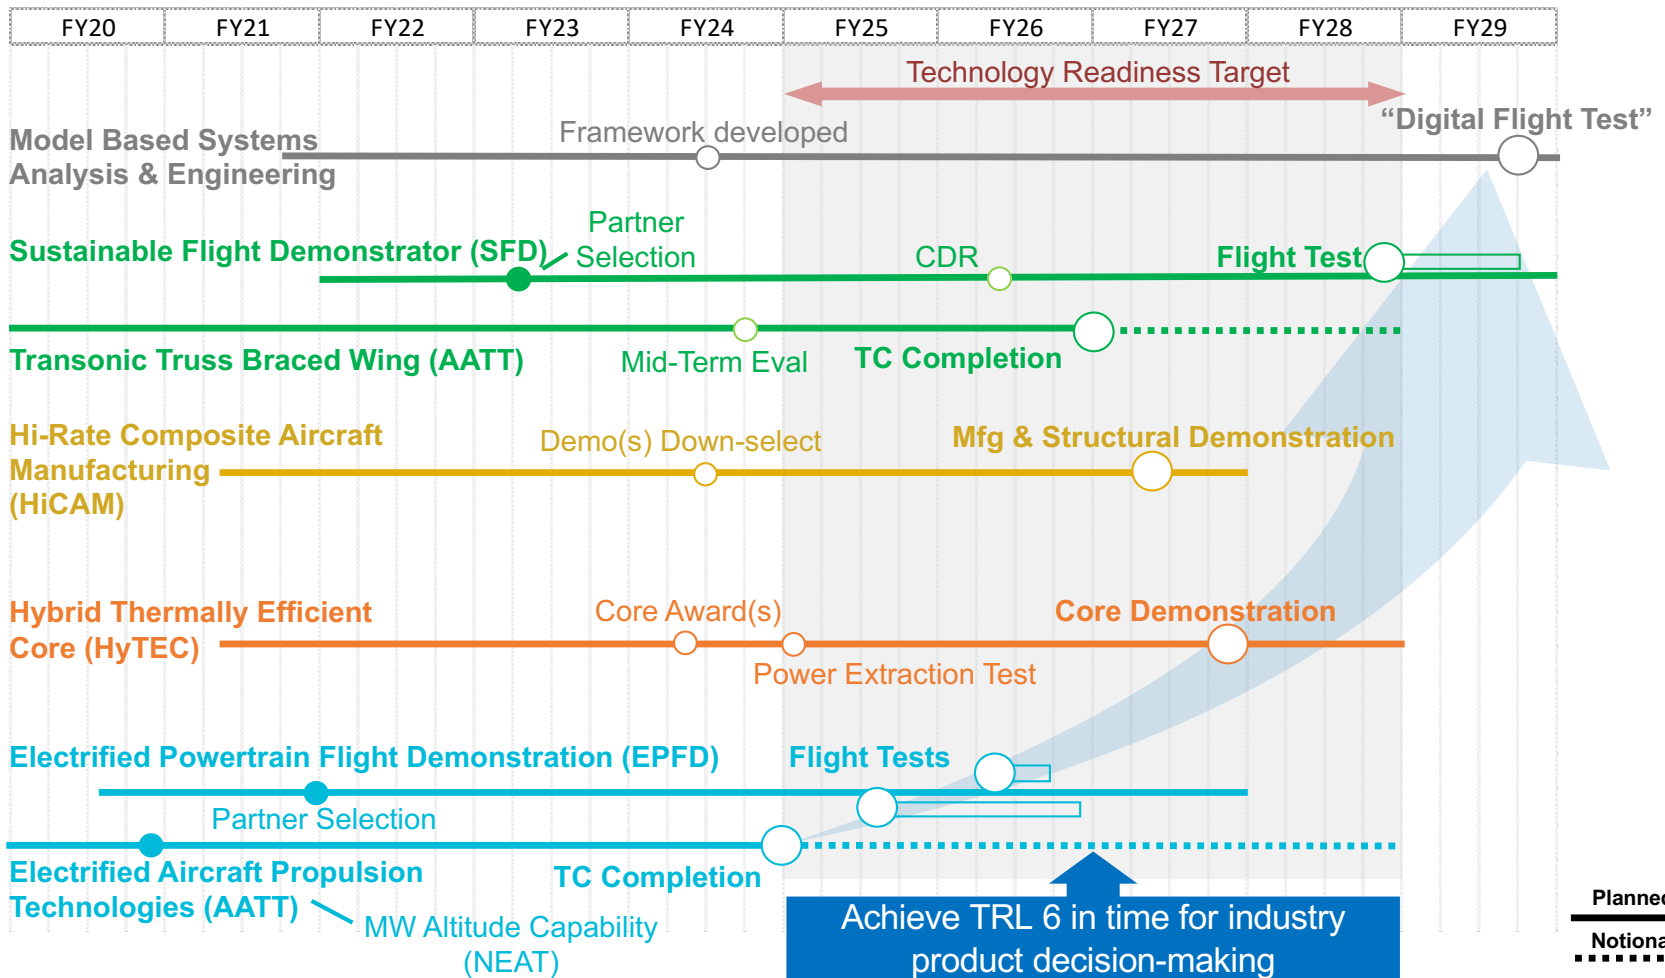 FY20 FY21 FY22 FY23 FY24 FY25 FY26 FY27 FY28 FY29
Technology Readiness Target
Model Based Systems
Analysis & Engineering
Framework developed
“Digital Flight Test”
Sustainable Flight Demonstrator (SFD)
Partner
Selection
CDR
Flight Test
Transonic Truss Braced Wing (AATT)
Mid-Term Eval
TC Completion
Hi-Rate Composite Aircraft
Manufacturing
(HiCAM)
Demo(s) Down-select
Mfg & Structural Demonstration
Hybrid Thermally Efficient
Core (HyTEC)
Core Award(s)
Power Extraction Test
Core Demonstration
Electrified Powertrain Flight Demonstration (EPFD)
Flight Tests
Partner Selection
Electrified Aircraft Propulsion
Technologies (AATT)
TC Completion
MW Altitude Capability
(NEAT)
Achieve TRL 6 in time for industry
product decision-making
Planned
Notiona